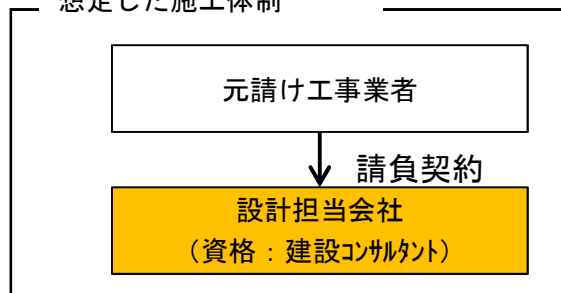 想定した施工体制
元請け工事業者
請負契約
設計担当会社
（資格：建設ｺﾝｻﾙﾀﾝﾄ）